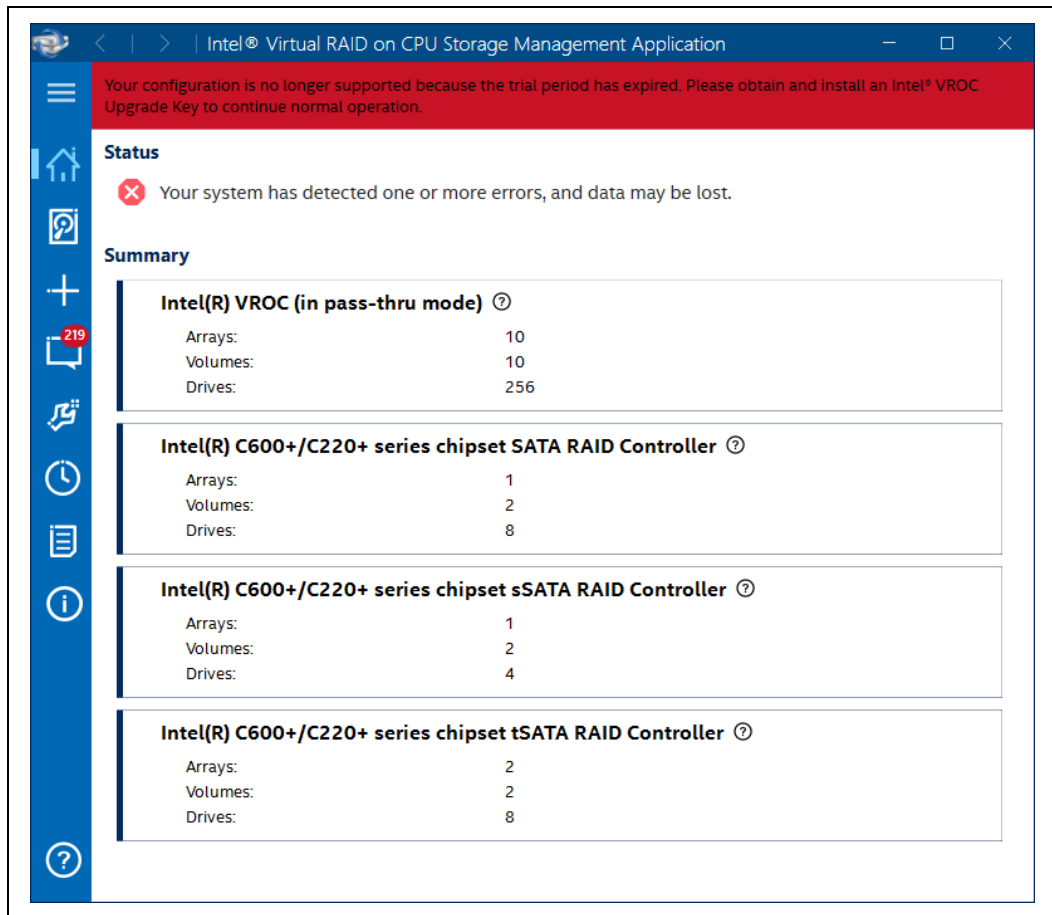 Intel® Virtual RAID on CPU Storage Management Application
Your configuration is no longer supported because the trial period has expired. Please obtain and install an Intel® VROC
Upgrade Key to continue normal operation.
Status
Your system has detected one or more errors, and data may be lost.
219
Summary
Intel(R) VROC (in pass-thru mode) ?
Arrays: 10
Volumes: 10
Drives: 256
Intel(R) C600+/C220+ series chipset SATA RAID Controller ?
Arrays: 1
Volumes: 2
Drives: 8
Intel(R) C600+/C220+ series chipset sSATA RAID Controller ?
Arrays: 1
Volumes: 2
Drives: 4
Intel(R) C600+/C220+ series chipset tSATA RAID Controller ?
Arrays: 2
Volumes: 2
Drives: 8